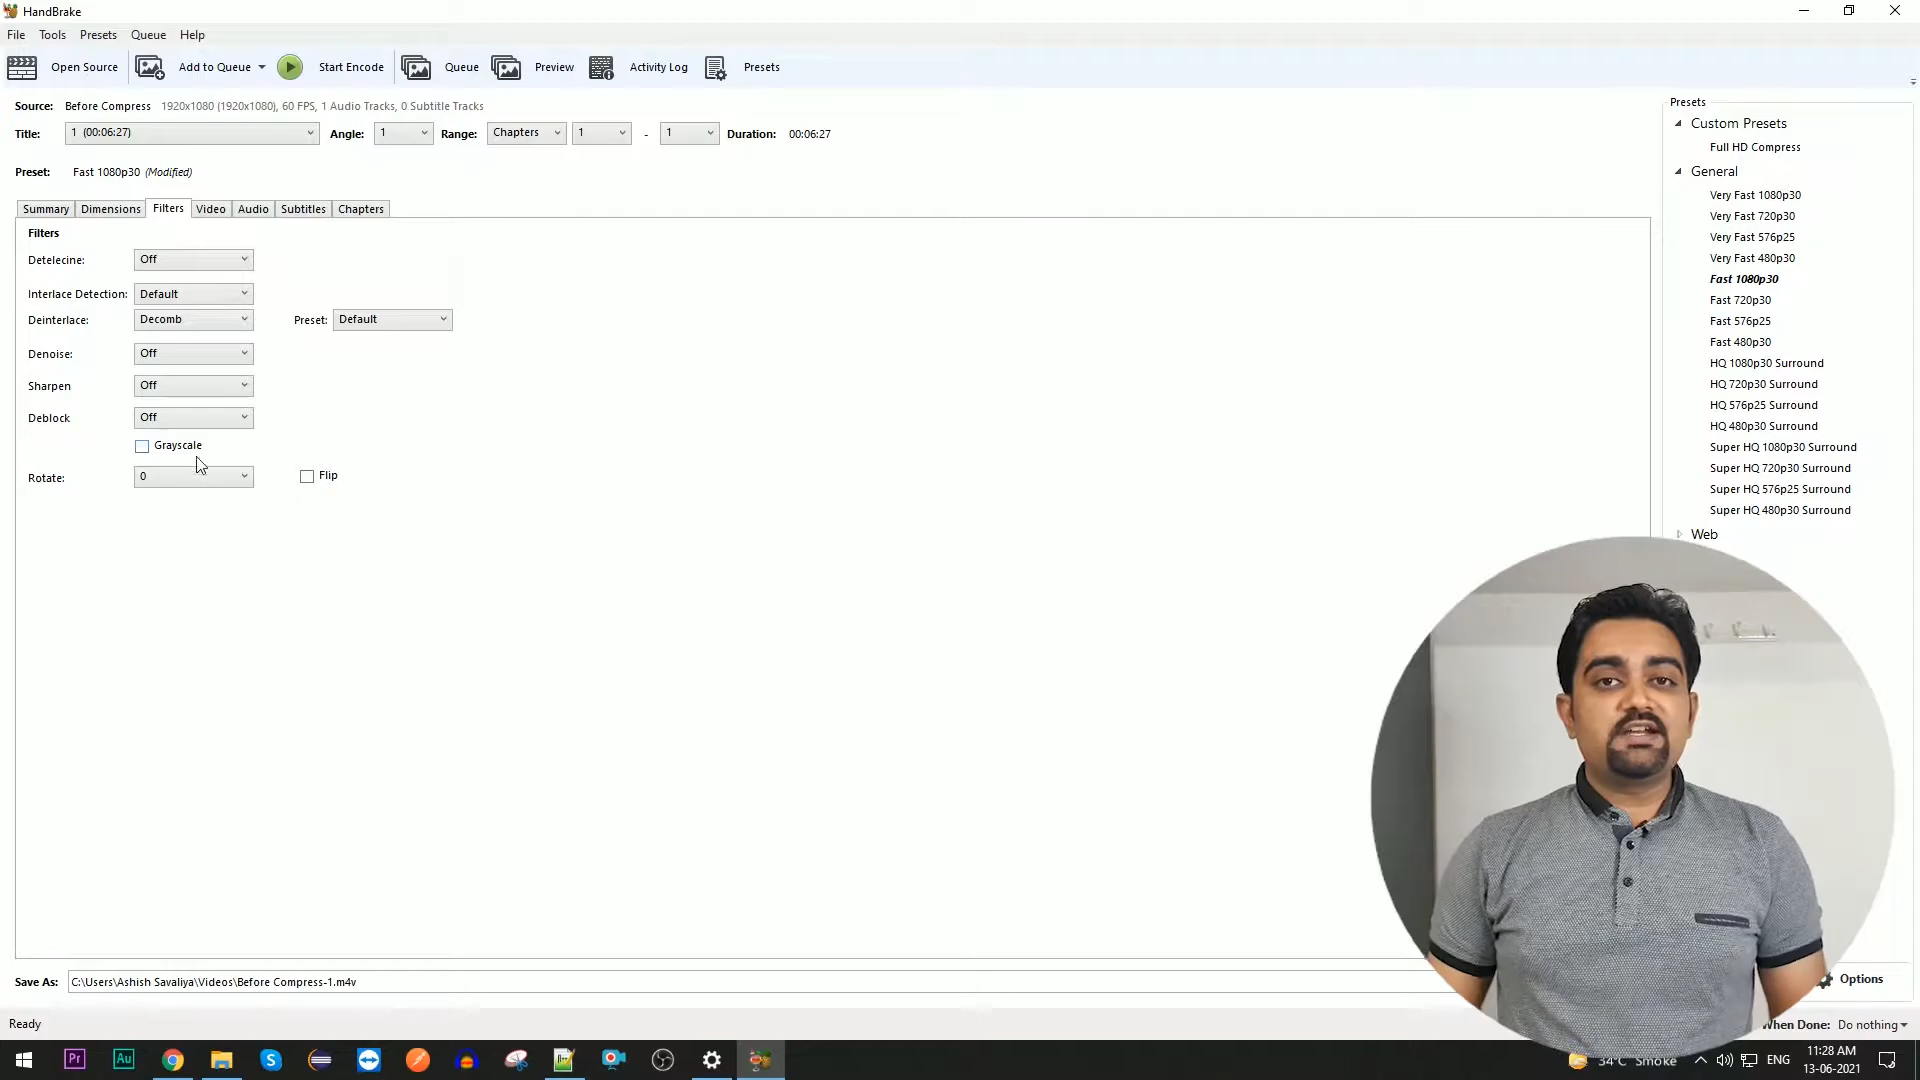 HandBrake
File Tools Presets Queue Help
Open Source Add to Queue Start Encode Queue Preview Activity Log Presets
Source: Before Compress 1920x1080 (1920x1080), 60 FPS, 1 Audio Tracks, 0 Subtitle Tracks
Title: 1 (00:06:27) Angle: 1 Range: Chapters 1 - 1 Duration: 00:06:27
Preset: Fast 1080p30 (Modified)
Summary Dimensions Filters Video Audio Subtitles Chapters
Filters
Detelecine: Off
Interlace Detection: Default
Deinterlace: Decomb Preset: Default
Denoise: Off
Sharpen Off
Deblock Off
Grayscale
Rotate: 0 Flip
Presets
Custom Presets
Full HD Compress
General
Very Fast 1080p30
Very Fast 720p30
Very Fast 576p25
Very Fast 480p30
Fast 1080p30
Fast 720p30
Fast 576p25
Fast 480p30
HQ 1080p30 Surround
HQ 720p30 Surround
HQ 576p25 Surround
HQ 480p30 Surround
Super HQ 1080p30 Surround
Super HQ 720p30 Surround
Super HQ 576p25 Surround
Super HQ 480p30 Surround
Web
Save As: C:\Users\Ashish Savaliya\Videos\Before Compress-1.m4v
Options
Ready
When Done: Do nothing
Pr Au
34°C Smoke ENG 11:28 AM
13-06-2021